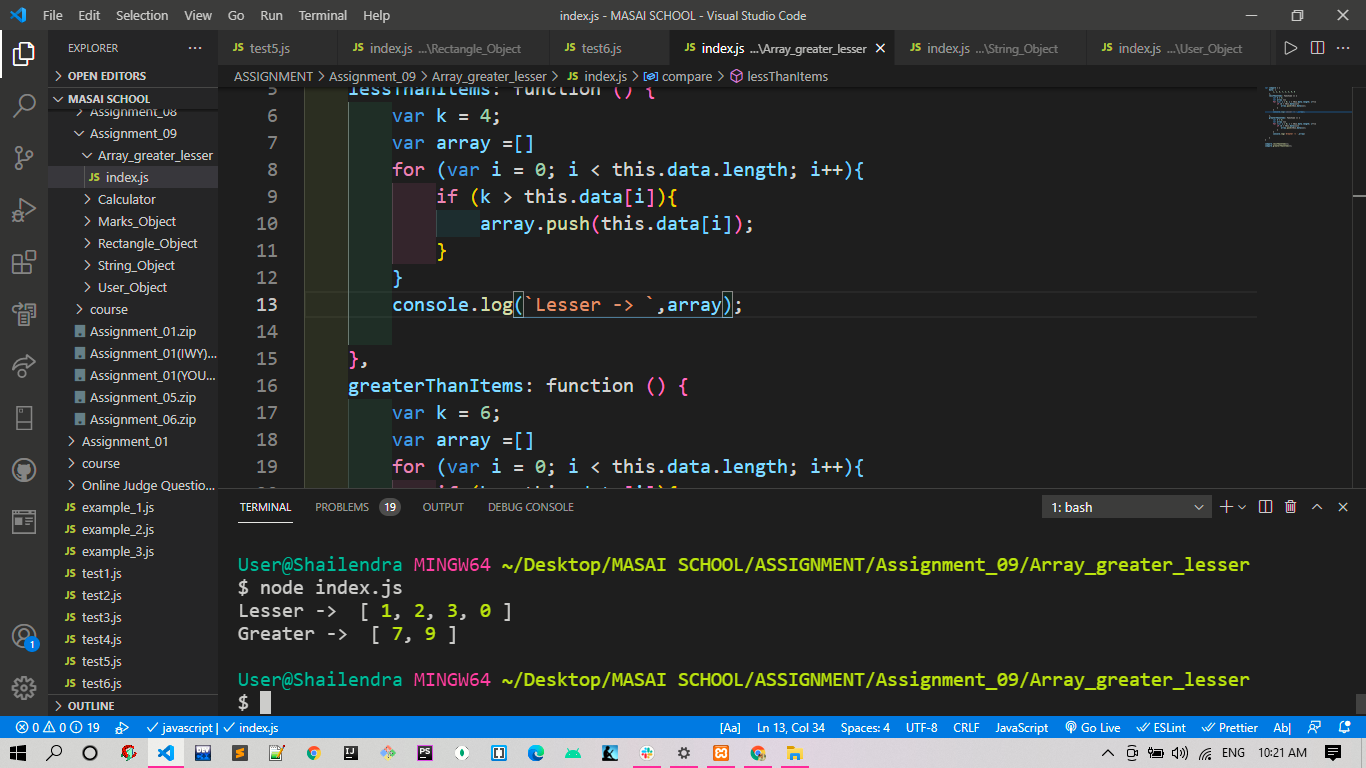 File Edit Selection View Go Run Terminal Help index.js - MASAI SCHOOL - Visual Studio Code
EXPLORER ...
OPEN EDITORS
MASAI SCHOOL
Assignment_08
Assignment_09
Array_greater_lesser
JS index.js
Calculator
Marks_Object
Rectangle_Object
String_Object
User_Object
course
Assignment_01.zip
Assignment_01(IWY)...
Assignment_01(YOU...
Assignment_05.zip
Assignment_06.zip
Assignment_01
course
Online Judge Questio...
JS example_1.js
JS example_2.js
JS example_3.js
JS test1.js
JS test2.js
JS test3.js
JS test4.js
JS test5.js
JS test6.js
OUTLINE
JS test5.js JS index.js ...\Rectangle_Object JS test6.js JS index.js ...\Array_greater_lesser JS index.js ...\String_Object JS index.js ...\User_Object ...
ASSIGNMENT > Assignment_09 > Array_greater_lesser > JS index.js > compare > lessThanItems
5 lessThanItems: function () {
6 var k = 4;
7 var array =[]
8 for (var i = 0; i < this.data.length; i++){
9 if (k > this.data[i]){
10 array.push(this.data[i]);
11 }
12 }
13 console.log(`Lesser -> `,array);
14
15 },
16 greaterThanItems: function () {
17 var k = 6;
18 var array =[]
19 for (var i = 0; i < this.data.length; i++){
TERMINAL PROBLEMS 19 OUTPUT DEBUG CONSOLE 1: bash
User@Shailendra MINGW64 ~/Desktop/MASAI SCHOOL/ASSIGNMENT/Assignment_09/Array_greater_lesser
$ node index.js
Lesser ->  [ 1, 2, 3, 0 ]
Greater ->  [ 7, 9 ]
User@Shailendra MINGW64 ~/Desktop/MASAI SCHOOL/ASSIGNMENT/Assignment_09/Array_greater_lesser
$
1
0 0 19 javascript | index.js [Aa] Ln 13, Col 34 Spaces: 4 UTF-8 CRLF JavaScript Go Live ESLint Prettier Ab|
ENG 10:21 AM